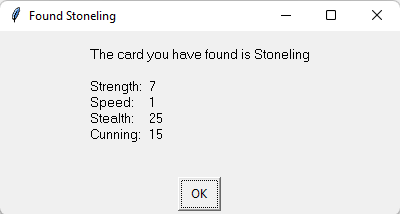 Found Stoneling
The card you have found is Stoneling
Strength: 7
Speed: 1
Stealth: 25
Cunning: 15
OK